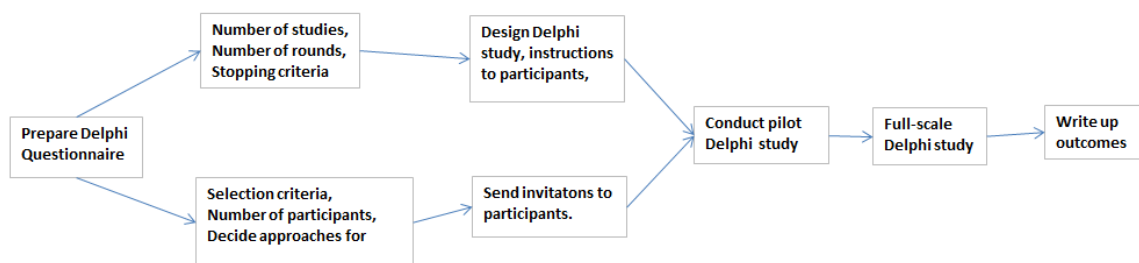 Number of studies,
Number of rounds,
Stopping criteria
Design Delphi
study, instructions
to participants,
Prepare Delphi
Questionnaire
Conduct pilot
Delphi study
Full-scale
Delphi study
Write up
outcomes
Selection criteria,
Number of participants,
Decide approaches for
Send invitatons to
participants.